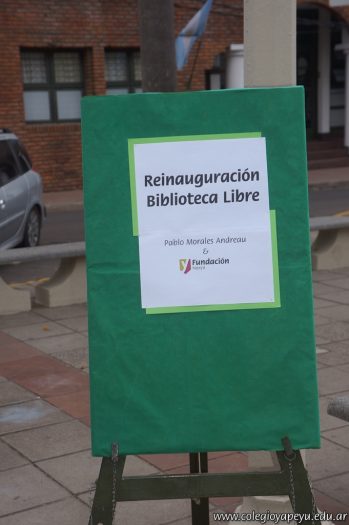 Reinauguración
Biblioteca Libre
Pablo Morales Andreau
&
Fundación
www.colegioyapeyu.edu.ar